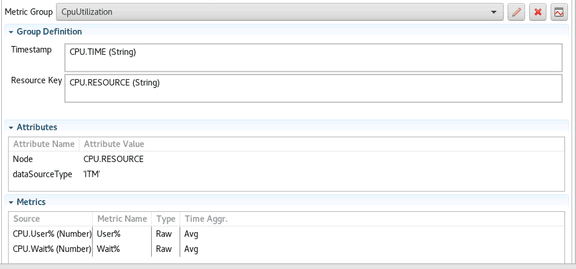 Metric Group CpuUtilization
Group Definition
Timestamp CPU.TIME (String)
Resource Key CPU.RESOURCE (String)
Attributes
Attribute Name Attribute Value
Node CPU.RESOURCE
dataSourceType 'ITM'
Metrics
Source Metric Name Type Time Aggr.
CPU.User% (Number) User% Raw Avg
CPU.Wait% (Number) Wait% Raw Avg